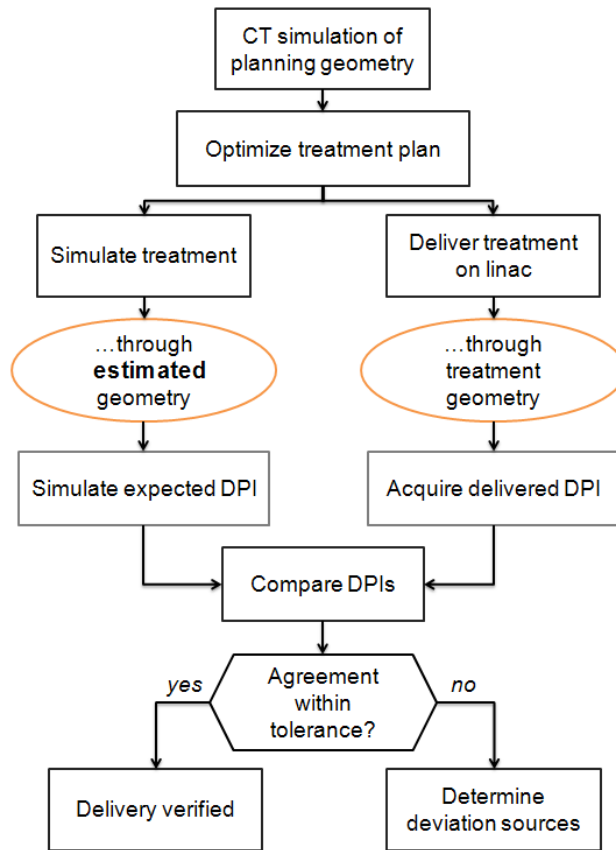 CT simulation of
planning geometry
Optimize treatment plan
Simulate treatment
Deliver treatment
on linac
...through
estimated
geometry
...through
treatment
geometry
Simulate expected DPI
Acquire delivered DPI
Compare DPIs
yes
Agreement
within
tolerance?
no
Delivery verified
Determine
deviation sources